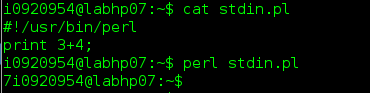 i0920954@labhp07:~$ cat stdin.pl
#!/usr/bin/perl
print 3+4;
i0920954@labhp07:~$ perl stdin.pl
7i0920954@labhp07:~$